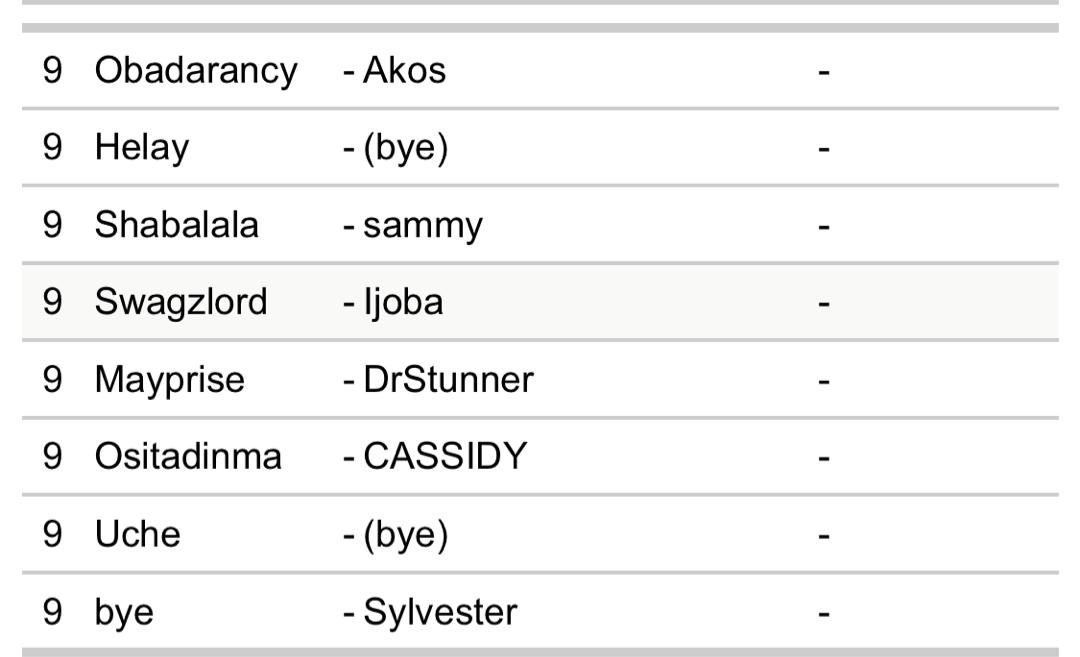 9 Obadarancy - Akos -
9 Helay - (bye) -
9 Shabalala - sammy -
9 Swagzlord - Ijoba -
9 Mayprise - DrStunner -
9 Ositadinma - CASSIDY -
9 Uche - (bye) -
9 bye - Sylvester -